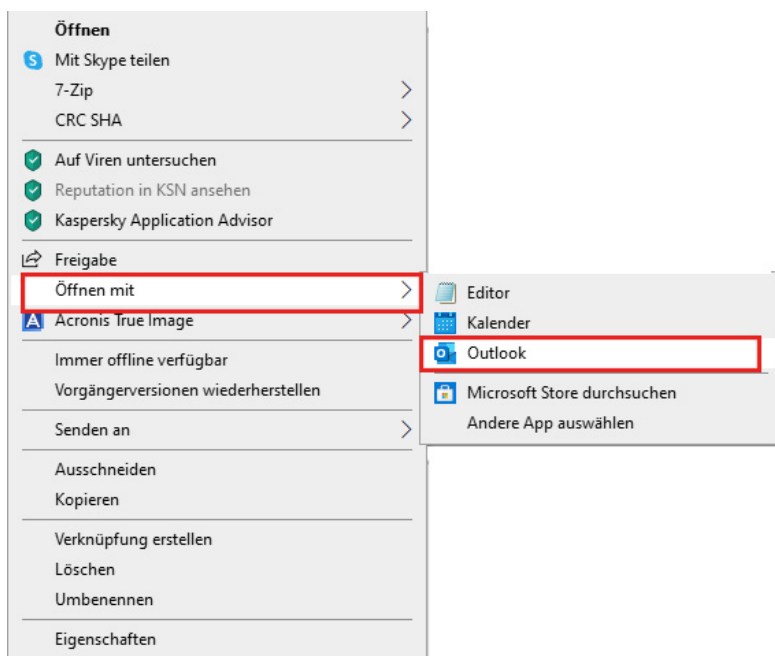 Öffnen
Mit Skype teilen
7-Zip
CRC SHA
Auf Viren untersuchen
Reputation in KSN ansehen
Kaspersky Application Advisor
Freigabe
Öffnen mit
Acronis True Image
Immer offline verfügbar
Vorgängerversionen wiederherstellen
Senden an
Ausschneiden
Kopieren
Verknüpfung erstellen
Löschen
Umbenennen
Eigenschaften
Editor
Kalender
Outlook
Microsoft Store durchsuchen
Andere App auswählen